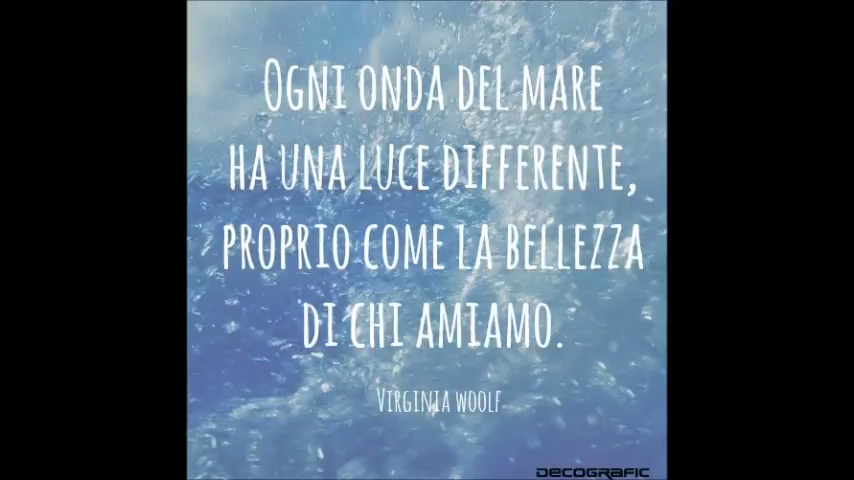 Ogni onda del mare
ha una luce differente,
proprio come la bellezza
di chi amiamo.
Virginia Woolf
DECOGRAFIC